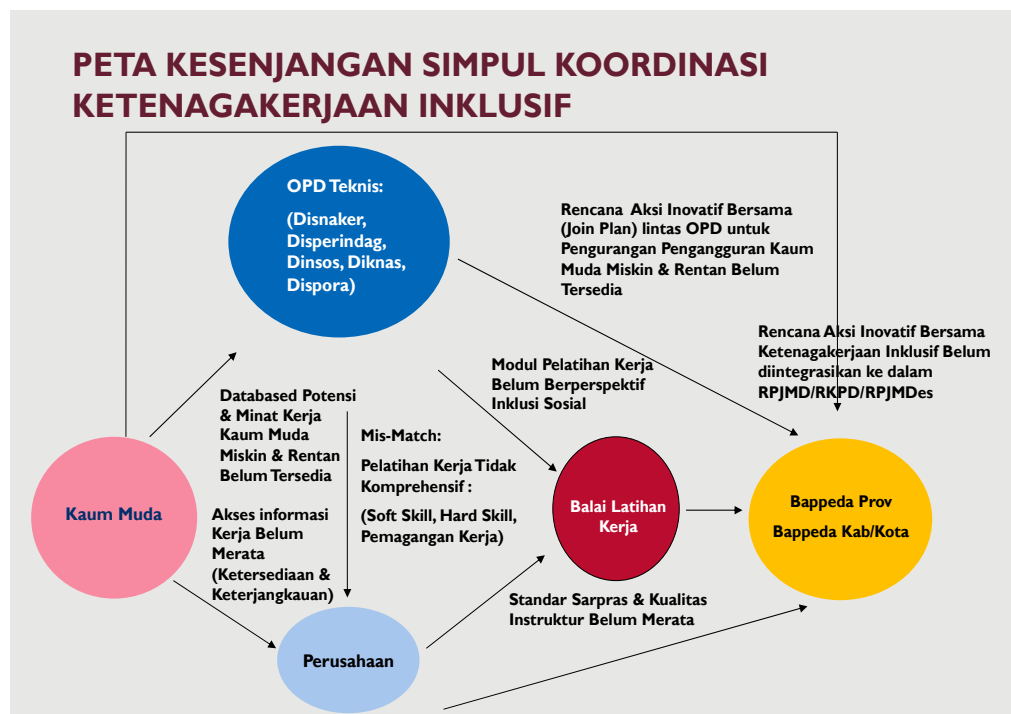 PETA KESENJANGAN SIMPUL KOORDINASI
KETENAGAKERJAAN INKLUSIF
OPD Teknis:
(Disnaker,
Disperindag,
Dinsos, Diknas,
Dispora)
Rencana Aksi Inovatif Bersama
(Join Plan) lintas OPD untuk
Pengurangan Pengangguran Kaum
Muda Miskin & Rentan Belum
Tersedia
Rencana Aksi Inovatif Bersama
Ketenagakerjaan Inklusif Belum
diintegrasikan ke dalam
RPJMD/RKPD/RPJMDes
Modul Pelatihan Kerja
Belum Berperspektif
Inklusi Sosial
Databased Potensi
& Minat Kerja
Kaum Muda
Miskin & Rentan
Belum Tersedia
Mis-Match:
Pelatihan Kerja Tidak
Komprehensif :
(Soft Skill, Hard Skill,
Pemagangan Kerja)
Kaum Muda
Akses informasi
Kerja Belum
Merata
(Ketersediaan &
Keterjangkauan)
Balai Latihan
Kerja
Bappeda Prov
Bappeda Kab/Kota
Standar Sarpras & Kualitas
Instruktur Belum Merata
Perusahaan